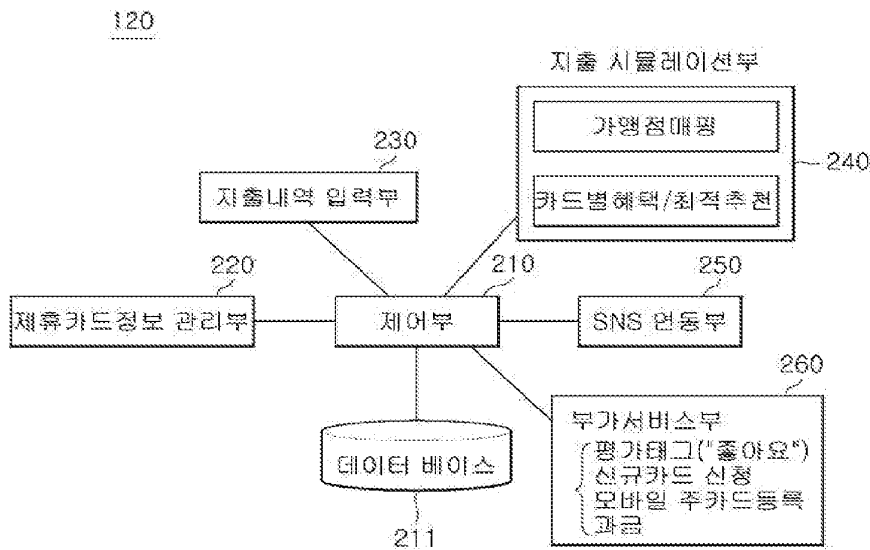 120
지출 시뮬레이션부
가맹점매핑
240
카드별혜택/최적추천
230
지출내역 입력부
220
제휴카드정보 관리부
210
제어부
250
SNS 연동부
데이터 베이스
211
260
부가서비스부
평가태그("좋아요")
신규카드 신청
모바일 주카드등록
과금